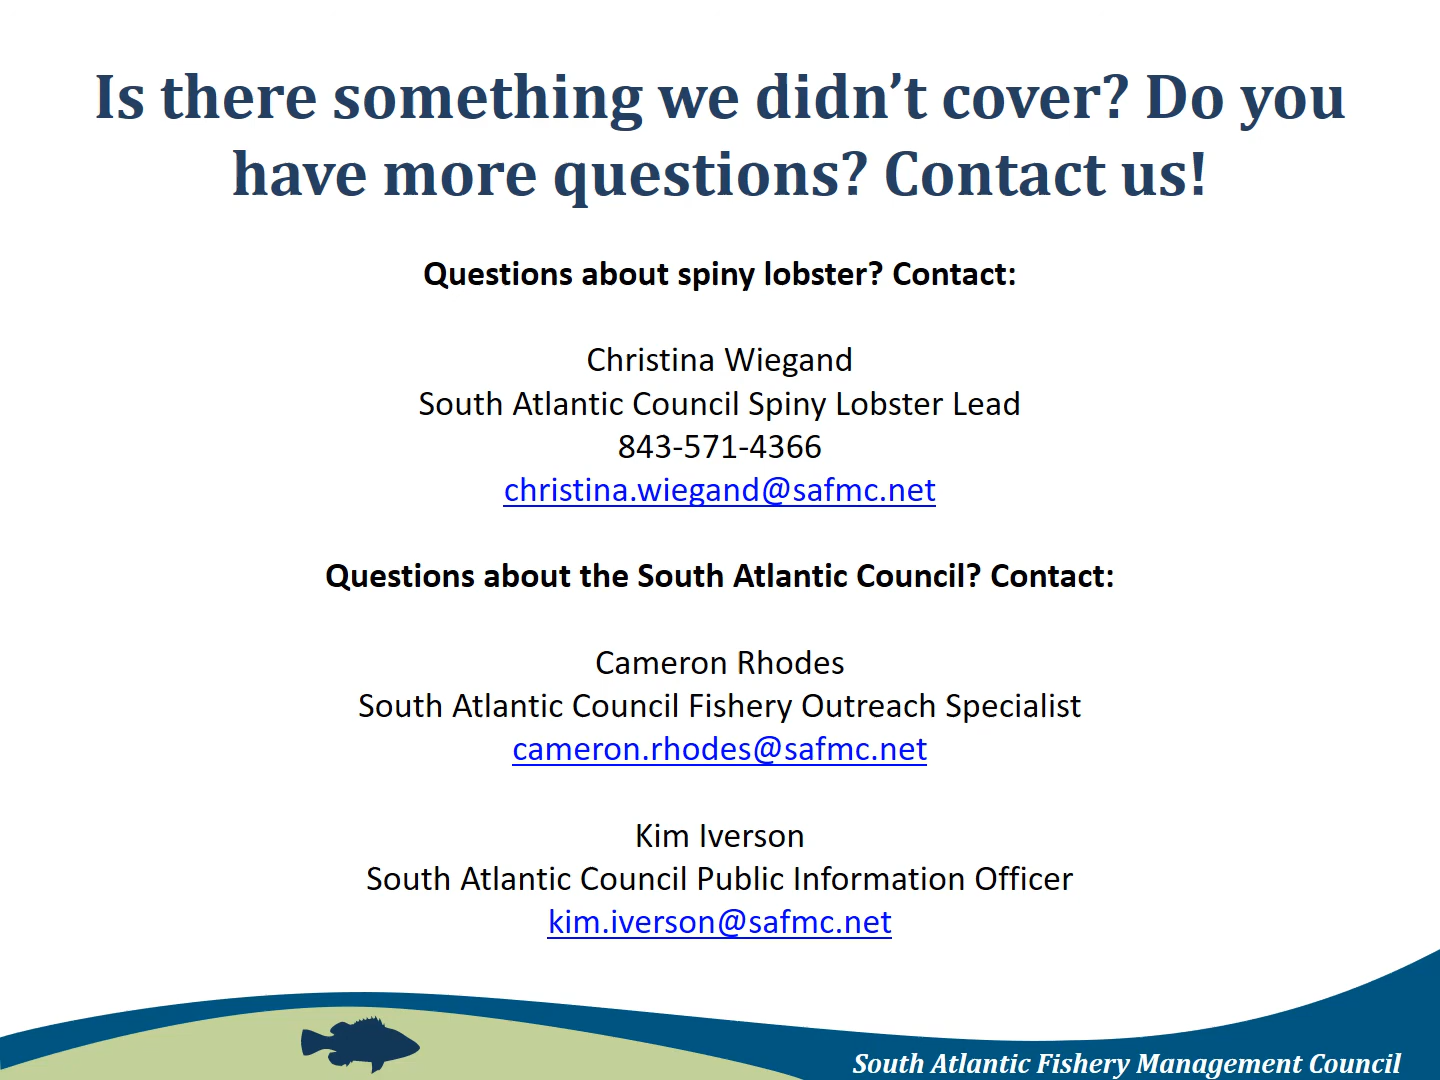 Is there something we didn’t cover? Do you
have more questions? Contact us!
Questions about spiny lobster? Contact:
Christina Wiegand
South Atlantic Council Spiny Lobster Lead
843-571-4366
christina.wiegand@safmc.net
Questions about the South Atlantic Council? Contact:
Cameron Rhodes
South Atlantic Council Fishery Outreach Specialist
cameron.rhodes@safmc.net
Kim Iverson
South Atlantic Council Public Information Officer
kim.iverson@safmc.net
South Atlantic Fishery Management Council